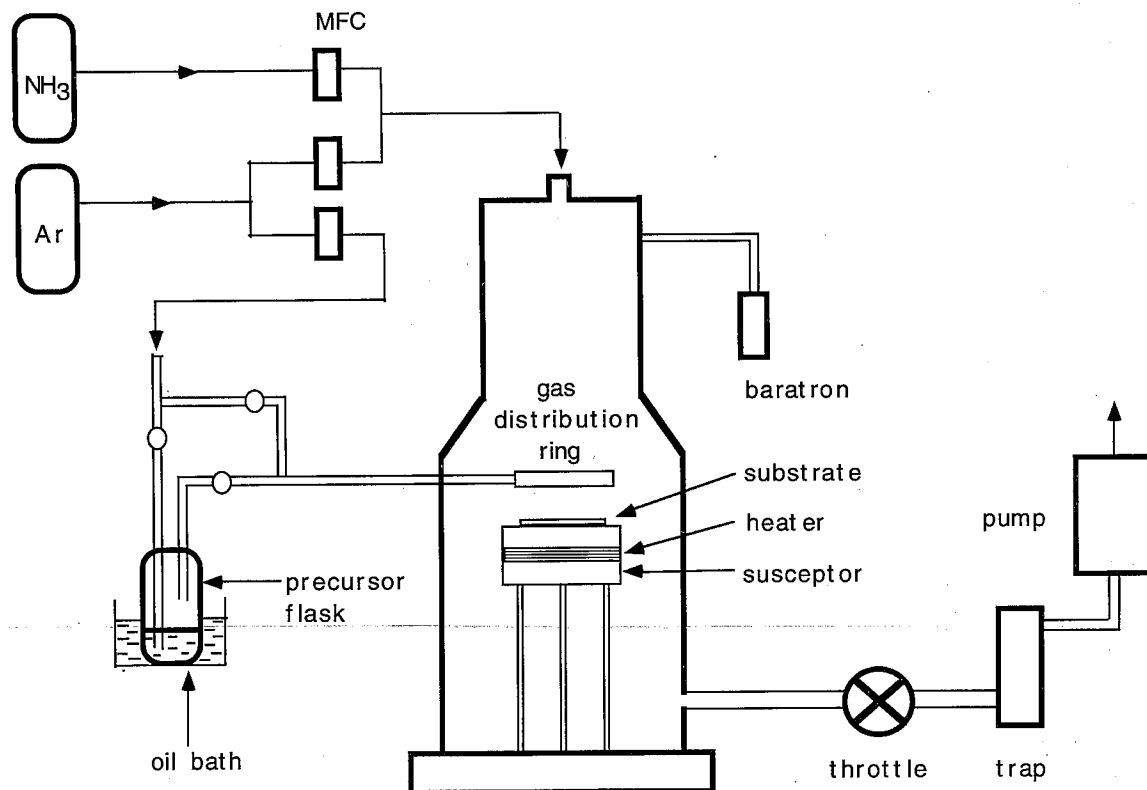 MFC
NH3
Ar
gas
distribution
ring
baratron
substrate
heater
susceptor
pump
precursor
flask
oil bath
throttle
trap